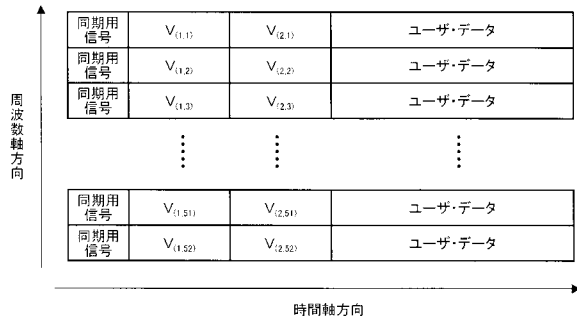 同期用
信号
V(1,1)
V(2,1)
ユーザ・データ
同期用
信号
V(1,2)
V(2,2)
ユーザ・データ
同期用
信号
V(1,3)
V(2,3)
ユーザ・データ
同期用
信号
V(1,51)
V(2,51)
ユーザ・データ
同期用
信号
V(1,52)
V(2,52)
ユーザ・データ
周波数軸方向
時間軸方向